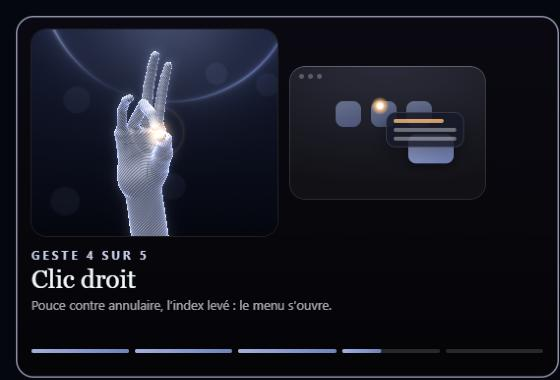 GESTE 4 SUR 5
Clic droit
Pouce contre annulaire, l'index levé : le menu s'ouvre.